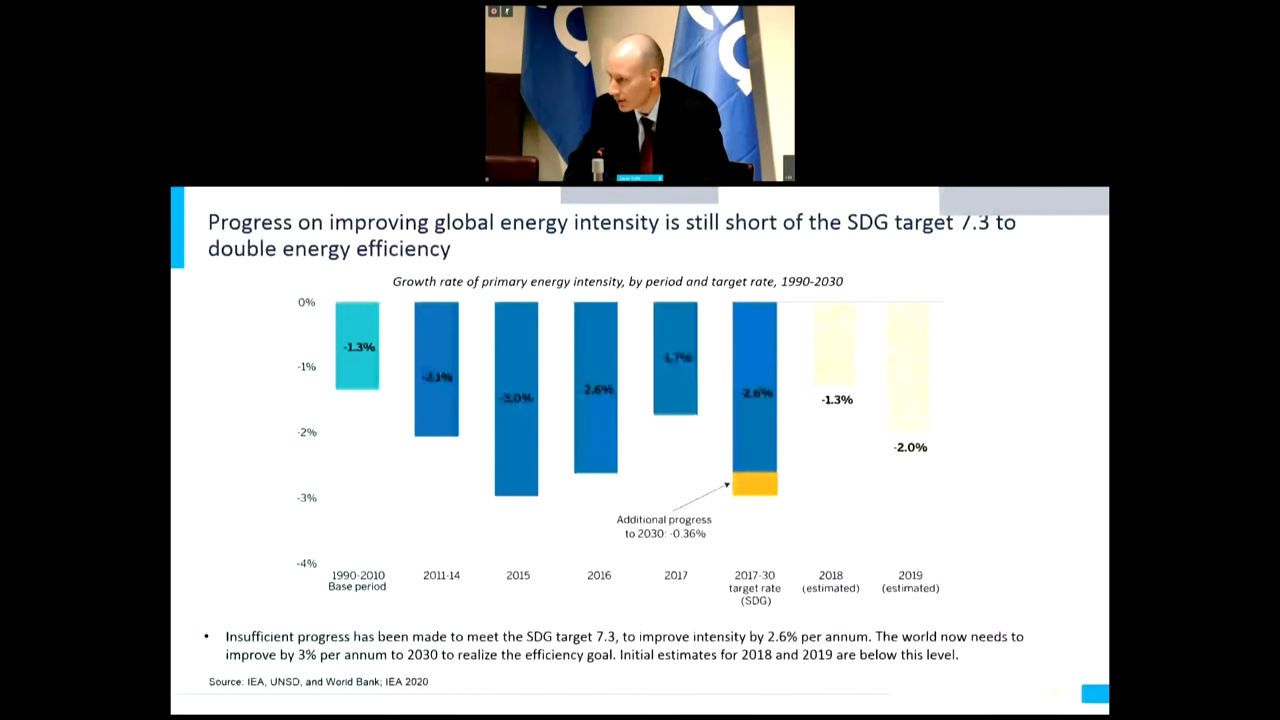 Progress on improving global energy intensity is still short of the SDG target 7.3 to
double energy efficiency
Growth rate of primary energy intensity, by period and target rate, 1990-2030
0%
-1%
-2%
-3%
-4%
-1.3%
-2.1%
-3.0%
2.6%
-1.7%
-2.6%
-1.3%
-2.0%
Additional progress
to 2030: -0.36%
1990-2010
Base period
2011-14
2015
2016
2017
2017-30
target rate
(SDG)
2018
(estimated)
2019
(estimated)
• Insufficient progress has been made to meet the SDG target 7.3, to improve intensity by 2.6% per annum. The world now needs to
improve by 3% per annum to 2030 to realize the efficiency goal. Initial estimates for 2018 and 2019 are below this level.
Source: IEA, UNSD, and World Bank; IEA 2020